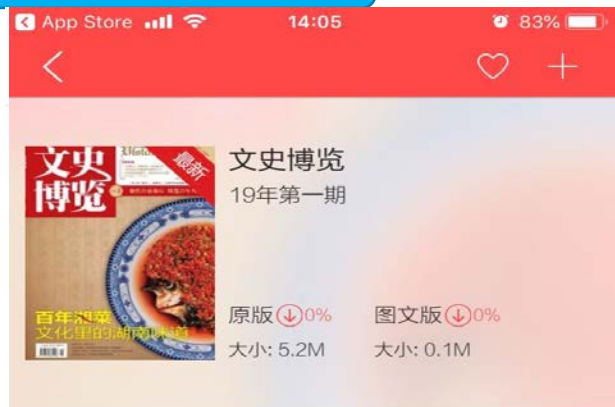 App Store
14:05
83%
文史
博览
最新
百年湘菜
文化里的湖南味道
文史博览
19年第一期
原版 0%
图文版 0%
大小: 5.2M
大小: 0.1M